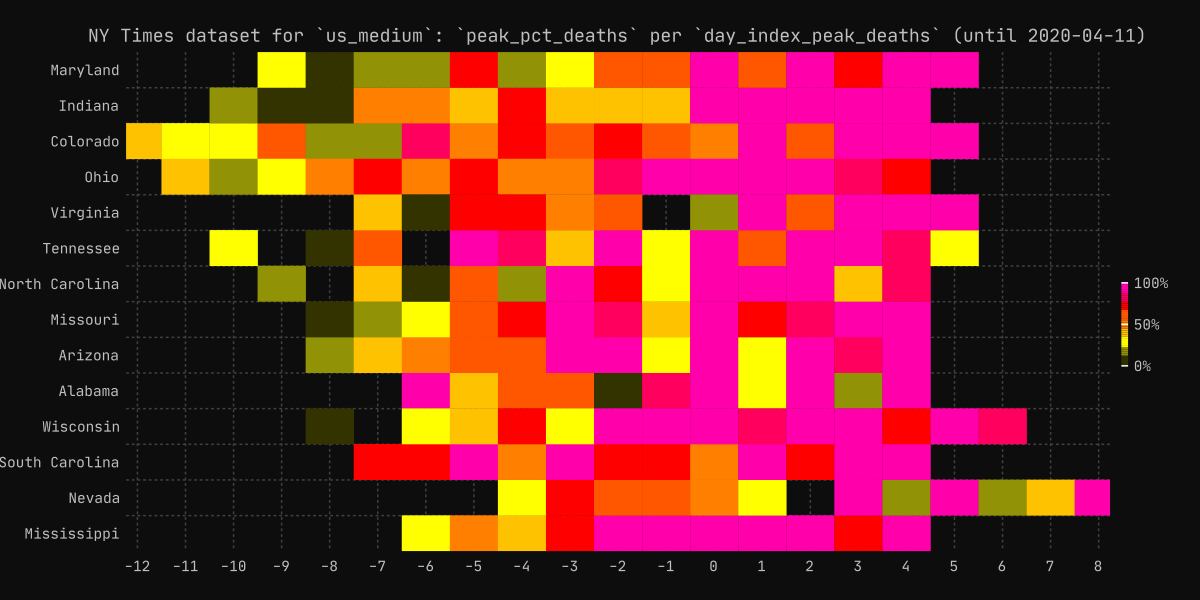 NY Times dataset for `us_medium`: `peak_pct_deaths` per `day_index_peak_deaths` (until 2020-04-11)
Maryland
Indiana
Colorado
Ohio
Virginia
Tennessee
North Carolina
Missouri
Arizona
Alabama
Wisconsin
South Carolina
Nevada
Mississippi
100%
50%
0%
-12 -11 -10 -9 -8 -7 -6 -5 -4 -3 -2 -1 0 1 2 3 4 5 6 7 8